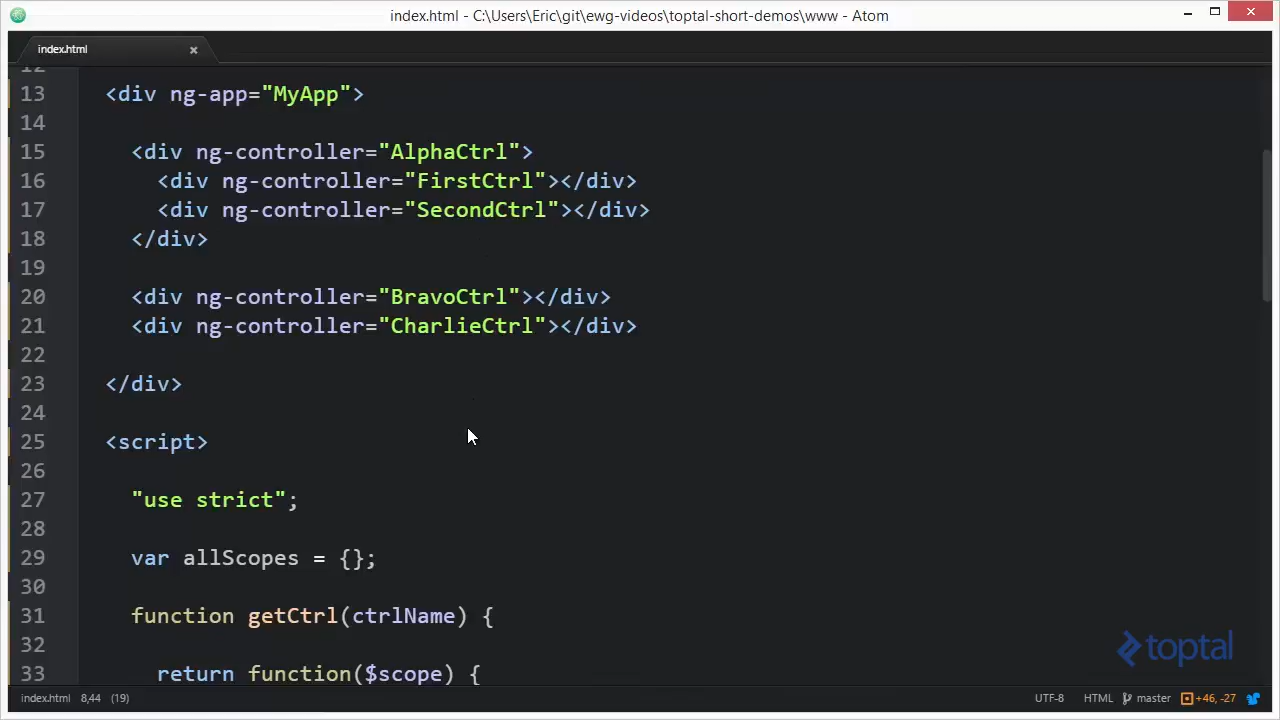 index.html - C:\Users\Eric\git\ewg-videos\toptal-short-demos\www - Atom
index.html
12
13 <div ng-app="MyApp">
14
15 <div ng-controller="AlphaCtrl">
16 <div ng-controller="FirstCtrl"></div>
17 <div ng-controller="SecondCtrl"></div>
18 </div>
19
20 <div ng-controller="BravoCtrl"></div>
21 <div ng-controller="CharlieCtrl"></div>
22
23 </div>
24
25 <script>
26
27 "use strict";
28
29 var allScopes = {};
30
31 function getCtrl(ctrlName) {
32
33 return function($scope) {
toptal
index.html 8,44 (19) UTF-8 HTML master +46, -27